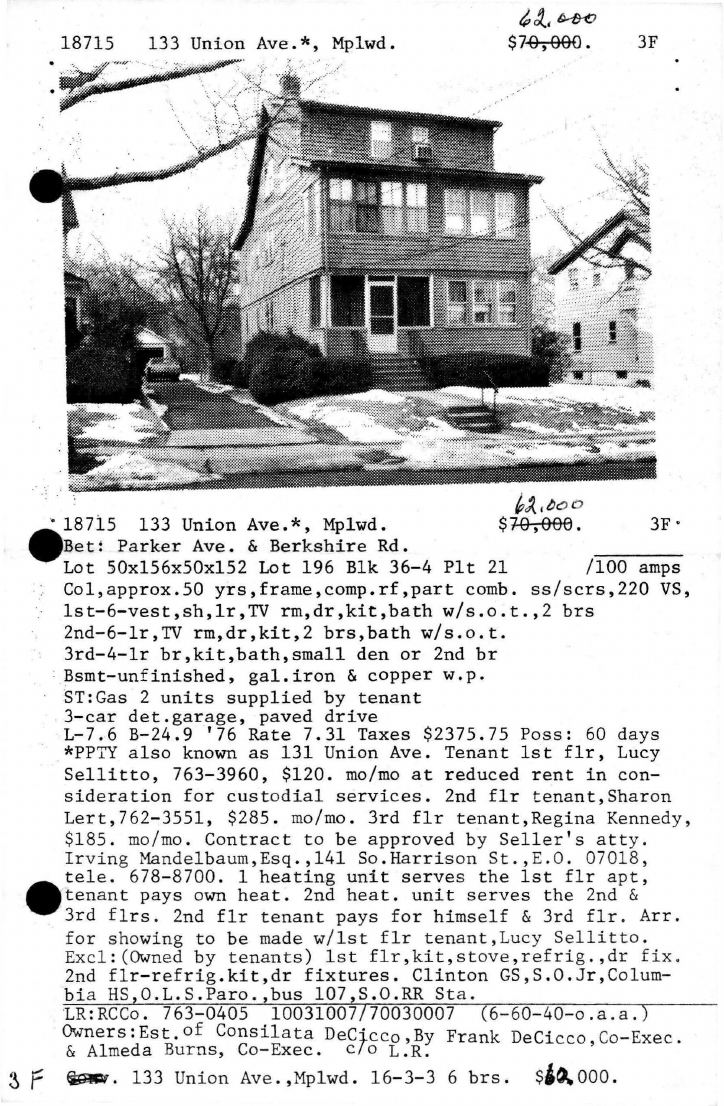 62,000
18715 133 Union Ave.*, Mplwd. $70,000. 3F
62,000
18715 133 Union Ave.*, Mplwd. $70,000. 3F
Bet: Parker Ave. & Berkshire Rd.
Lot 50x156x50x152 Lot 196 Blk 36-4 Plt 21 /100 amps
Col,approx.50 yrs,frame,comp.rf,part comb. ss/scrs,220 VS,
1st-6-vest,sh,lr,TV rm,dr,kit,bath w/s.o.t.,2 brs
2nd-6-lr,TV rm,dr,kit,2 brs,bath w/s.o.t.
3rd-4-lr br,kit,bath,small den or 2nd br
Bsmt-unfinished, gal.iron & copper w.p.
ST:Gas 2 units supplied by tenant
3-car det.garage, paved drive
L-7.6 B-24.9 '76 Rate 7.31 Taxes $2375.75 Poss: 60 days
*PPTY also known as 131 Union Ave. Tenant 1st flr, Lucy
Sellitto, 763-3960, $120. mo/mo at reduced rent in con-
sideration for custodial services. 2nd flr tenant,Sharon
Lert,762-3551, $285. mo/mo. 3rd flr tenant,Regina Kennedy,
$185. mo/mo. Contract to be approved by Seller's atty.
Irving Mandelbaum,Esq.,141 So.Harrison St.,E.O. 07018,
tele. 678-8700. 1 heating unit serves the 1st flr apt,
tenant pays own heat. 2nd heat. unit serves the 2nd &
3rd flrs. 2nd flr tenant pays for himself & 3rd flr. Arr.
for showing to be made w/1st flr tenant,Lucy Sellitto.
Excl:(Owned by tenants) 1st flr,kit,stove,refrig.,dr fix.
2nd flr-refrig.kit,dr fixtures. Clinton GS,S.O.Jr,Colum-
bia HS,O.L.S.Paro.,bus 107,S.O.RR Sta.
LR:RCCo. 763-0405 10031007/70030007 (6-60-40-o.a.a.)
Owners:Est.of Consilata DeCicco,By Frank DeCicco,Co-Exec.
& Almeda Burns, Co-Exec. c/o L.R.
3 F 133 Union Ave.,Mplwd. 16-3-3 6 brs. $62,000.